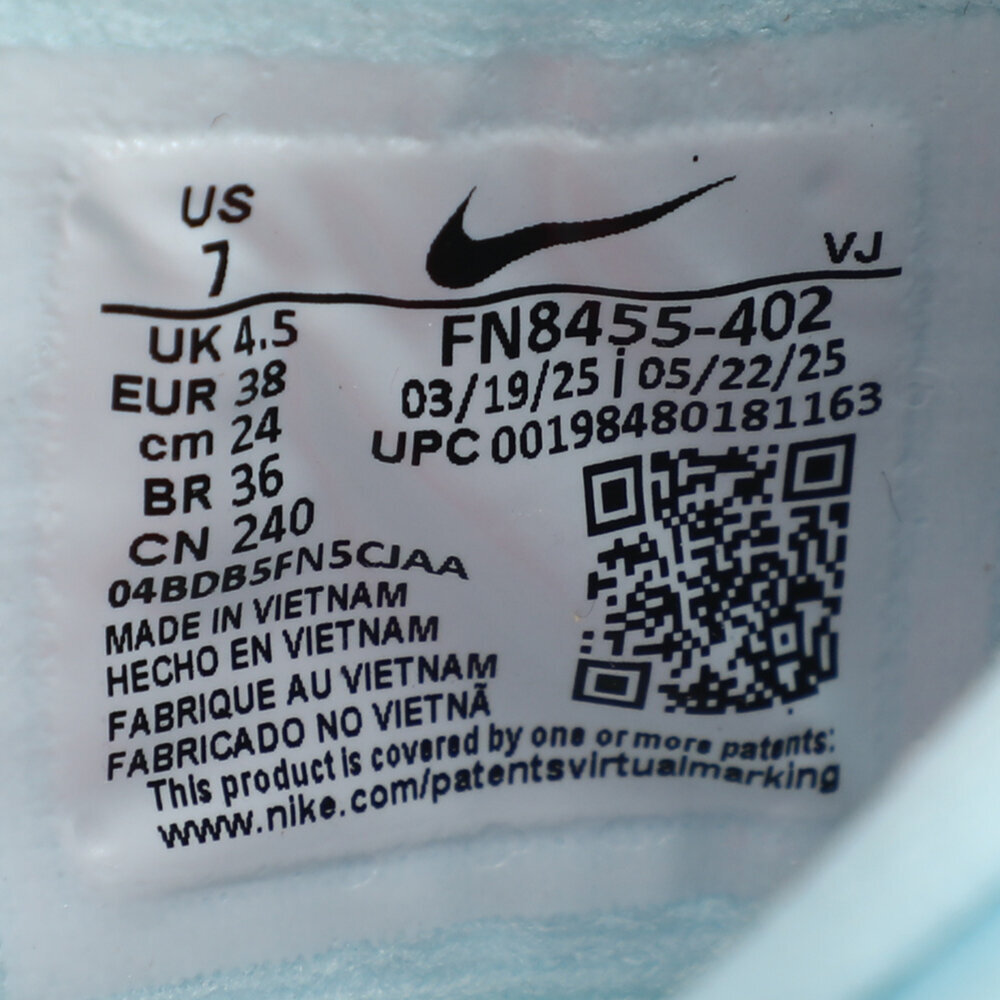 US
7
VJ
UK 4.5
EUR 38
cm 24
BR 36
CN 240
FN8455-402
03/19/25 | 05/22/25
UPC 00198480181163
04BDB5FN5CJAA
MADE IN VIETNAM
HECHO EN VIETNAM
FABRIQUE AU VIETNAM
FABRICADO NO VIETNÃ
This product is covered by one or more patents:
www.nike.com/patentsvirtualmarking